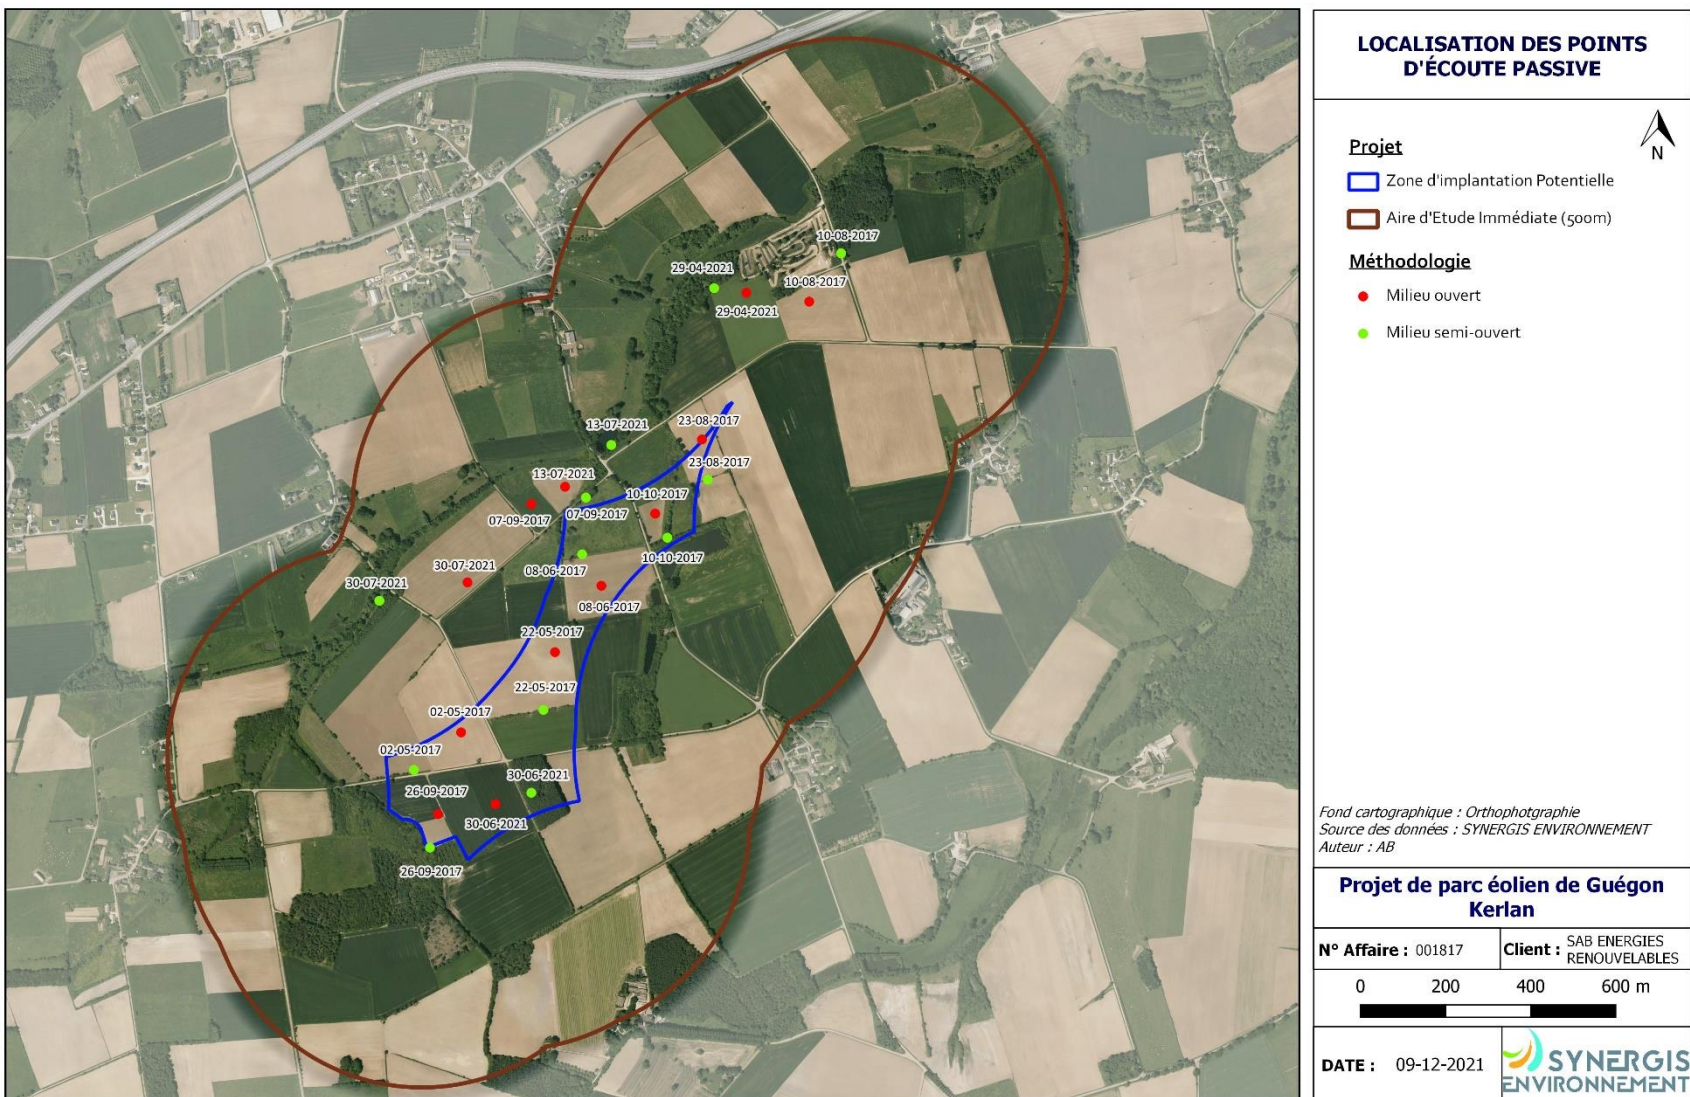 LOCALISATION DES POINTS
D'ÉCOUTE PASSIVE
N
Projet
Zone d'implantation Potentielle
Aire d'Etude Immédiate (500m)
Méthodologie
Milieu ouvert
Milieu semi-ouvert
10-08-2017
29-04-2021
10-08-2017
29-04-2021
23-08-2017
13-07-2021
23-08-2017
13-07-2021
10-10-2017
07-09-2017
07-09-2017
10-10-2017
30-07-2021
08-06-2017
30-07-2021
08-06-2017
22-05-2017
22-05-2017
02-05-2017
02-05-2017
30-06-2021
26-09-2017
30-06-2021
26-09-2017
Fond cartographique : Orthophotgraphie
Source des données : SYNERGIS ENVIRONNEMENT
Auteur : AB
Projet de parc éolien de Guégon
Kerlan
N° Affaire : 001817
Client : SAB ENERGIES
RENOUVELABLES
0 200 400 600 m
DATE : 09-12-2021
SYNERGIS
ENVIRONNEMENT